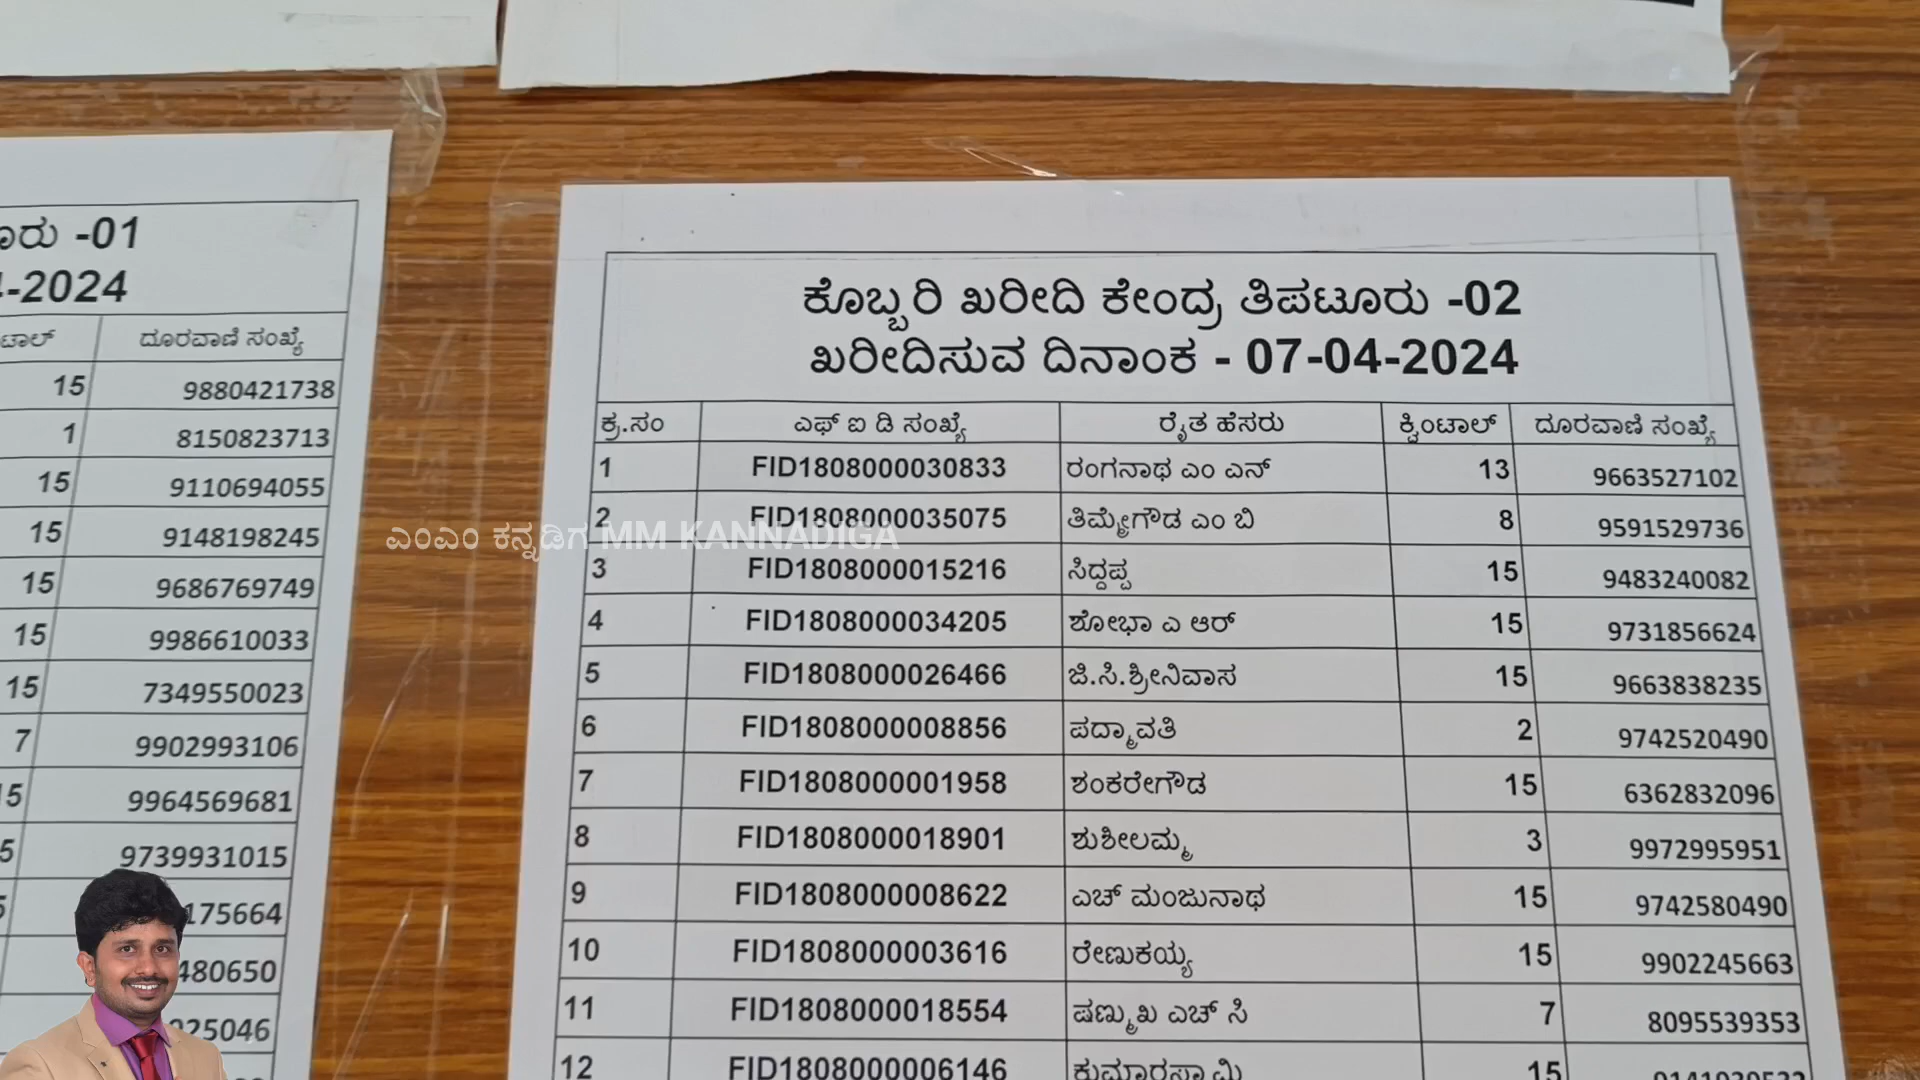 ೂರು -01
-2024
ಟಾಲ್ ದೂರವಾಣಿ ಸಂಖ್ಯೆ
15 9880421738
1 8150823713
15 9110694055
15 9148198245
15 9686769749
15 9986610033
15 7349550023
7 9902993106
15 9964569681
5 9739931015
175664
480650
025046
ಕೊಬ್ಬರಿ ಖರೀದಿ ಕೇಂದ್ರ ತಿಪಟೂರು -02
ಖರೀದಿಸುವ ದಿನಾಂಕ - 07-04-2024
ಕ್ರ.ಸಂ ಎಫ್ ಐ ಡಿ ಸಂಖ್ಯೆ ರೈತ ಹೆಸರು ಕ್ವಿಂಟಾಲ್ ದೂರವಾಣಿ ಸಂಖ್ಯೆ
1 FID1808000030833 ರಂಗನಾಥ ಎಂ ಎನ್ 13 9663527102
2 FID1808000035075 ತಿಮ್ಮೇಗೌಡ ಎಂ ಬಿ 8 9591529736
3 FID1808000015216 ಸಿದ್ದಪ್ಪ 15 9483240082
4 FID1808000034205 ಶೋಭಾ ಎ ಆರ್ 15 9731856624
5 FID1808000026466 ಜಿ.ಸಿ.ಶ್ರೀನಿವಾಸ 15 9663838235
6 FID1808000008856 ಪದ್ಮಾವತಿ 2 9742520490
7 FID1808000001958 ಶಂಕರೇಗೌಡ 15 6362832096
8 FID1808000018901 ಶುಶೀಲಮ್ಮ 3 9972995951
9 FID1808000008622 ಎಚ್ ಮಂಜುನಾಥ 15 9742580490
10 FID1808000003616 ರೇಣುಕಯ್ಯ 15 9902245663
11 FID1808000018554 ಷಣ್ಮುಖ ಎಚ್ ಸಿ 7 8095539353
12 FID1808000006146 ಕುಮಾರಸ್ವಾಮಿ 15
ಎಂಎಂ ಕನ್ನಡಿಗ MM KANNADIGA